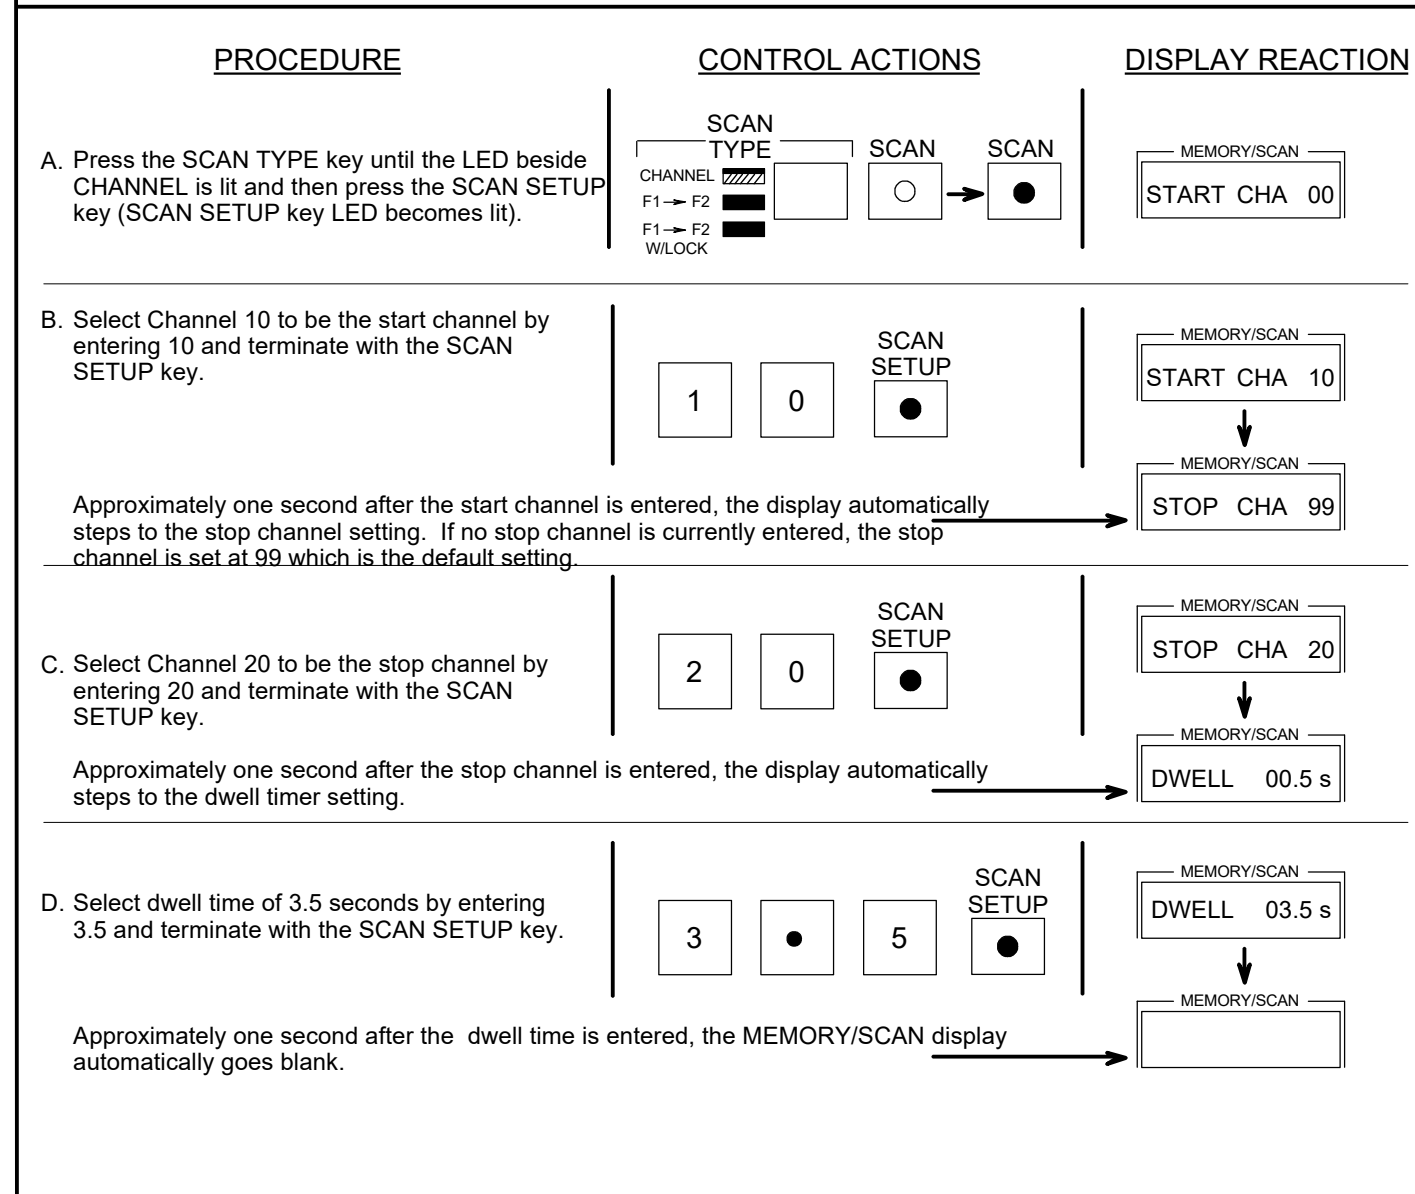 PROCEDURE
CONTROL ACTIONS
DISPLAY REACTION
A. Press the SCAN TYPE key until the LED beside
CHANNEL is lit and then press the SCAN SETUP
key (SCAN SETUP key LED becomes lit).
SCAN
TYPE
CHANNEL
F1→ F2
F1→ F2
W/LOCK
SCAN
SCAN
MEMORY/SCAN
START CHA 00
B. Select Channel 10 to be the start channel by
entering 10 and terminate with the SCAN
SETUP key.
1
0
SCAN
SETUP
MEMORY/SCAN
START CHA 10
MEMORY/SCAN
STOP CHA 99
Approximately one second after the start channel is entered, the display automatically
steps to the stop channel setting.  If no stop channel is currently entered, the stop
channel is set at 99 which is the default setting.
C. Select Channel 20 to be the stop channel by
entering 20 and terminate with the SCAN
SETUP key.
2
0
SCAN
SETUP
MEMORY/SCAN
STOP CHA 20
MEMORY/SCAN
DWELL 00.5 s
Approximately one second after the stop channel is entered, the display automatically
steps to the dwell timer setting.
D. Select dwell time of 3.5 seconds by entering
3.5 and terminate with the SCAN SETUP key.
3
●
5
SCAN
SETUP
MEMORY/SCAN
DWELL 03.5 s
MEMORY/SCAN
Approximately one second after the  dwell time is entered, the MEMORY/SCAN display
automatically goes blank.